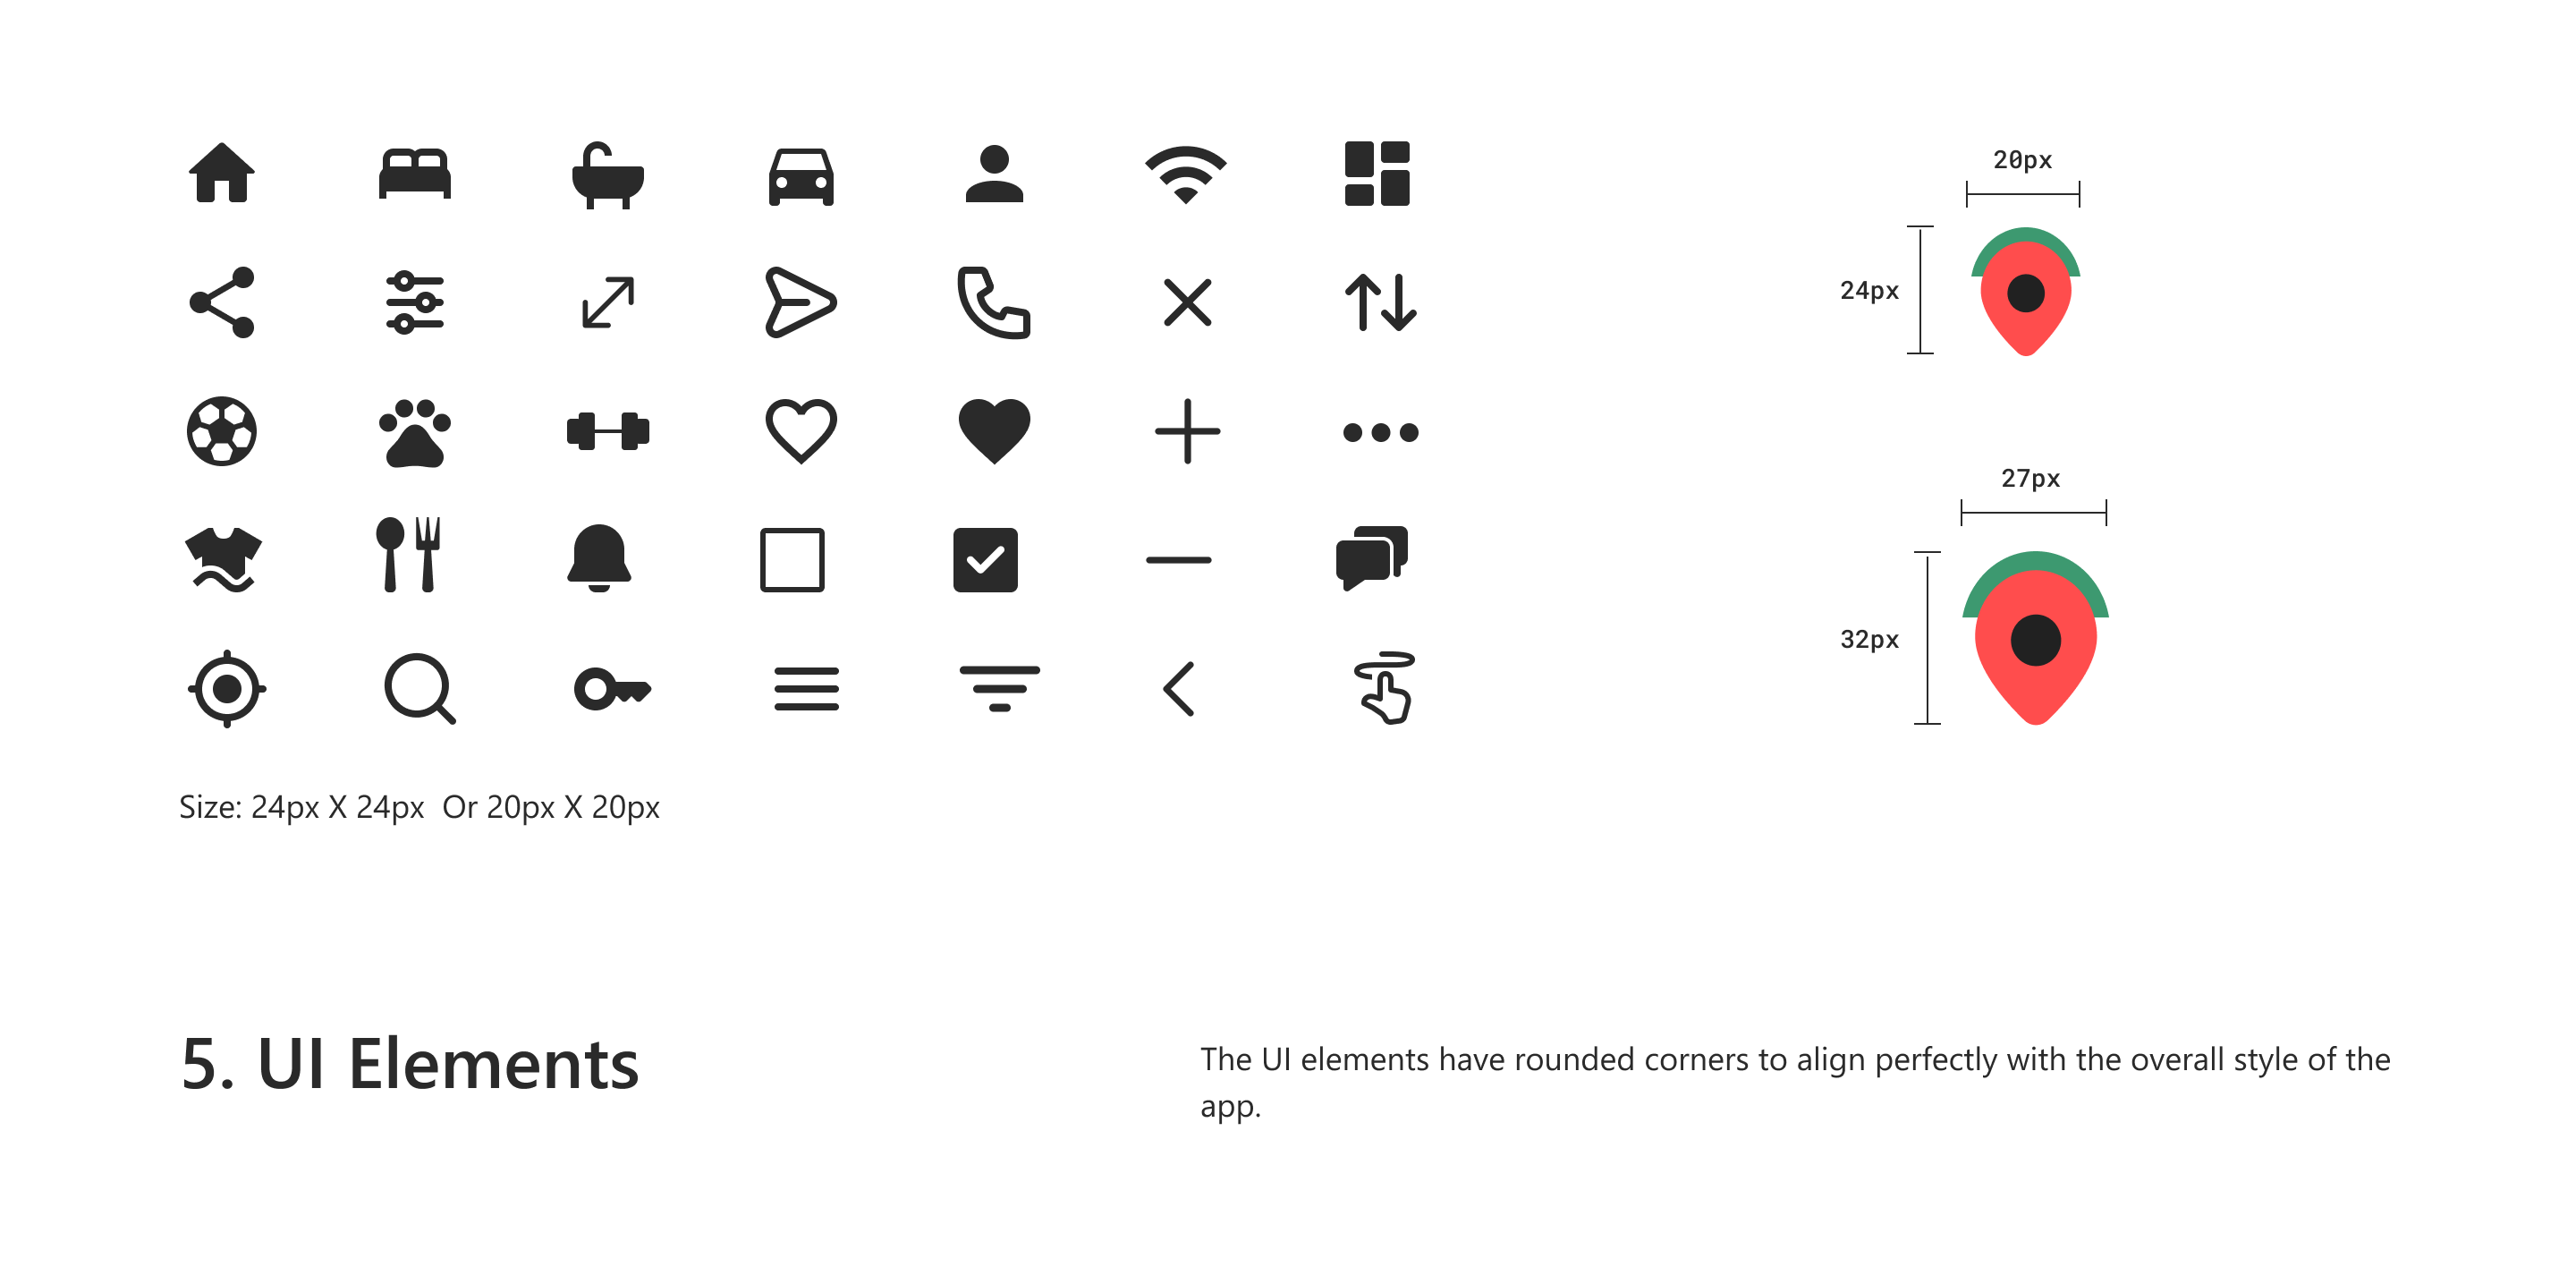 20px
24px
27px
32px
Size: 24px X 24px  Or 20px X 20px
5. UI Elements
The UI elements have rounded corners to align perfectly with the overall style of the
app.